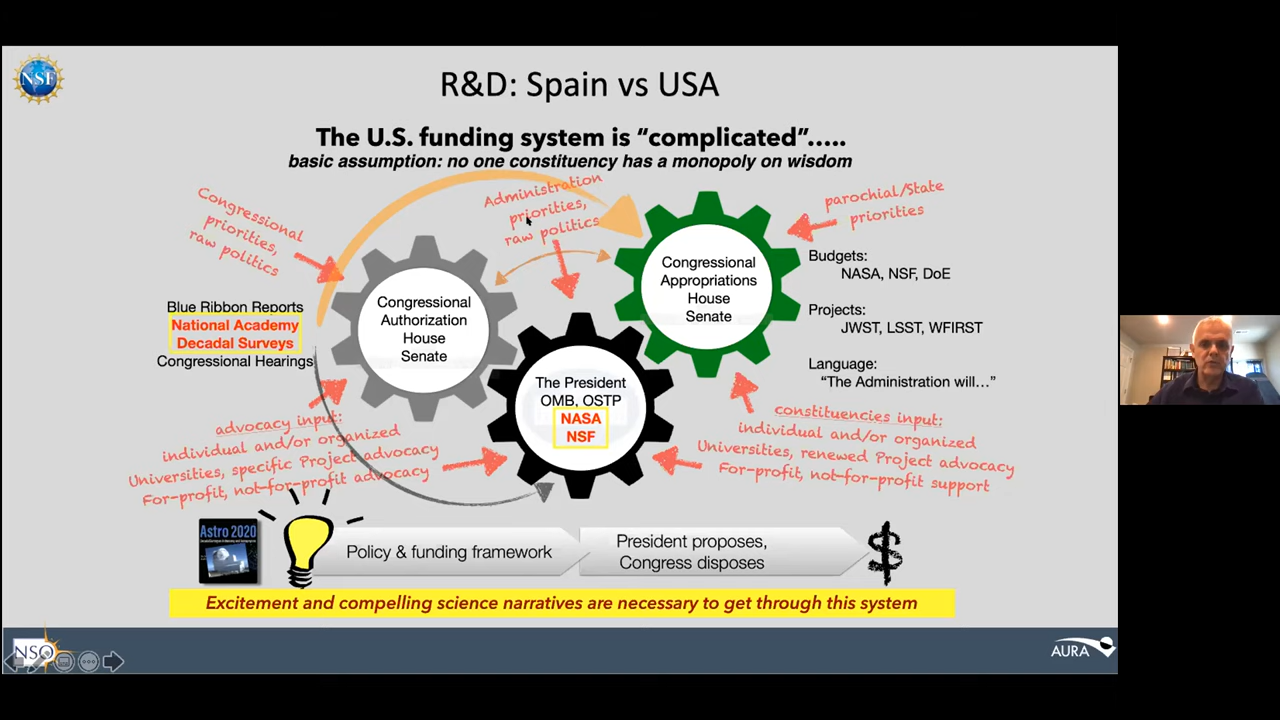 NSF
R&D: Spain vs USA
The U.S. funding system is “complicated”…..
basic assumption: no one constituency has a monopoly on wisdom
Congressional
priorities,
raw politics
Administration
priorities,
raw politics
parochial/State
priorities
Blue Ribbon Reports
National Academy
Decadal Surveys
Congressional Hearings
Congressional
Authorization
House
Senate
Congressional
Appropriations
House
Senate
Budgets:
NASA, NSF, DoE
Projects:
JWST, LSST, WFIRST
Language:
“The Administration will…”
The President
OMB, OSTP
NASA
NSF
advocacy input:
individual and/or organized
Universities, specific Project advocacy
For-profit, not-for-profit advocacy
constituencies input:
individual and/or organized
Universities, renewed Project advocacy
For-profit, not-for-profit support
Astro 2020
Policy & funding framework
President proposes,
Congress disposes
$
Excitement and compelling science narratives are necessary to get through this system
NSO
AURA